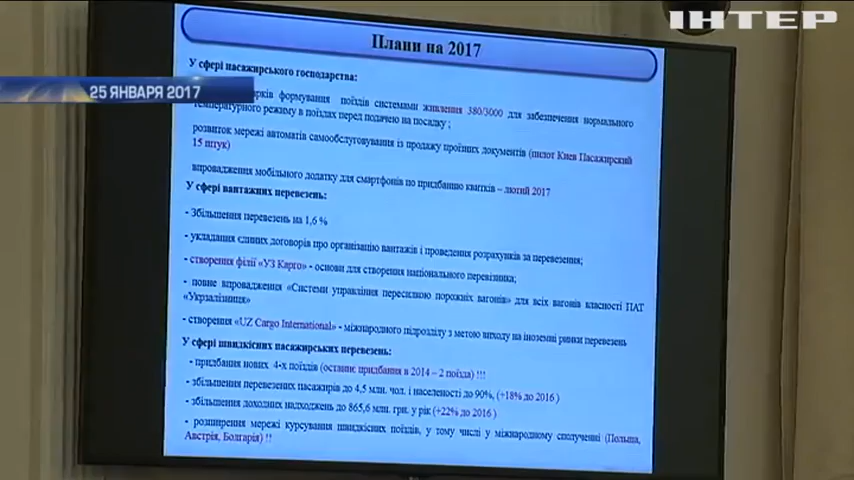 ІНТЕР
Плани на 2017
25 ЯНВАРЯ 2017
У сфері пасажирського господарства:
парків формування поїздів системами живлення 380/3000 для забезпечення нормального
температурного режиму в поїздах перед подачею на посадку ;
розвиток мережі автоматів самообслуговування із продажу проїзних документів (пилот Киев Пасажирский
15 штук)
впровадження мобільного додатку для смартфонів по придбанню квитків – лютий 2017
У сфері вантажних перевезень:
- Збільшення перевезень на 1,6 %
- укладання єдиних договорів про організацію вантажів і проведення розрахунків за перевезення;
- створення філії «УЗ Карго» - основи для створення національного перевізника;
- повне впровадження «Системи управління пересилкою порожніх вагонів» для всіх вагонів власності ПАТ
«Укрзалізниця»
- створення «UZ Cargo International» - міжнародного підрозділу з метою виходу на іноземні ринки перевезень
У сфері швидкісних пасажирських перевезень:
- придбання нових 4-х поїздів (останнє придбання в 2014 – 2 поїзда) !!!
- збільшення перевезених пасажирів до 4,5 млн. чол. і населеності до 90%, (+18% до 2016 )
- збільшення доходних надходжень до 865,6 млн. грн. у рік (+22% до 2016 )
- розширення мережі курсування швидкісних поїздів, у тому числі у міжнародному сполученні (Польша,
Австрія, Болгарія) !!